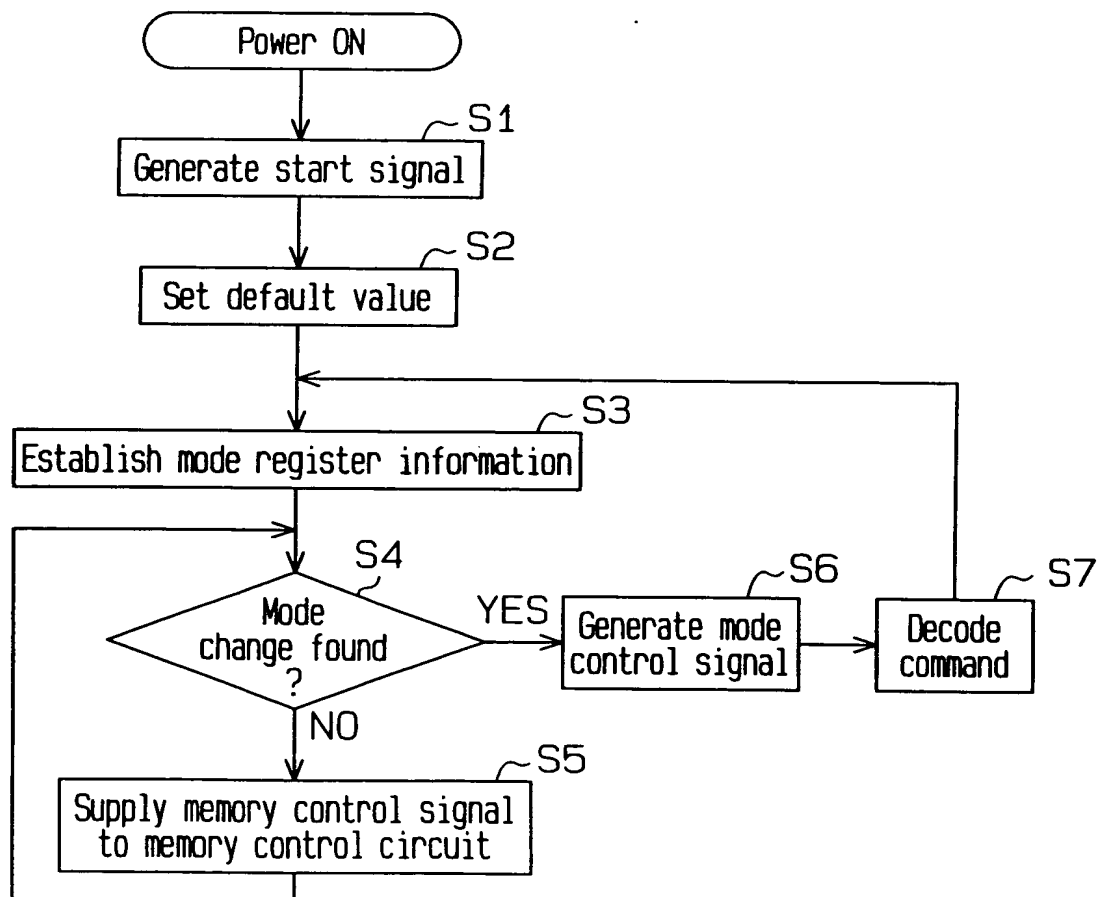 Power ON
S1
Generate start signal
S2
Set default value
S3
Establish mode register information
S4
Mode
change found
?
YES
NO
S6
Generate mode
control signal
S7
Decode
command
S5
Supply memory control signal
to memory control circuit